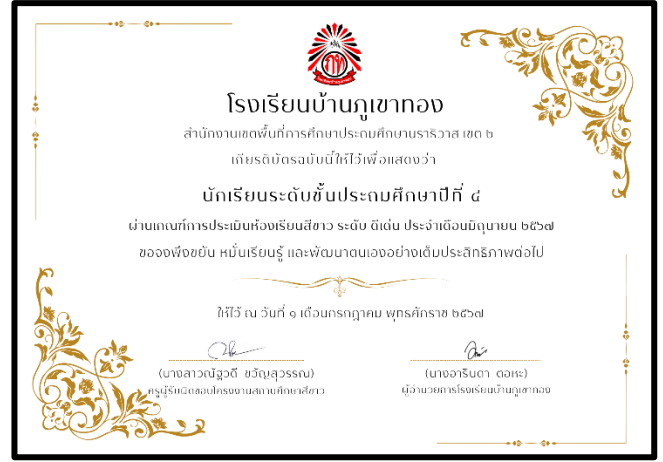 โรงเรียนบ้านภูเขาทอง
สำนักงานเขตพื้นที่การศึกษาประถมศึกษานราธิวาส เขต ๒
เกียรติบัตรฉบับนี้ให้ไว้เพื่อแสดงว่า
นักเรียนระดับชั้นประถมศึกษาปีที่ ๔
ผ่านเกณฑ์การประเมินห้องเรียนสีขาว ระดับ ดีเด่น ประจำเดือนมิถุนายน ๒๕๖๗
ขอจงพึงขยัน หมั่นเรียนรู้ และพัฒนาตนเองอย่างเต็มประสิทธิภาพต่อไป
ให้ไว้ ณ วันที่ ๑ เดือนกรกฎาคม พุทธศักราช ๒๕๖๗
(นางสาวณัฐวดี ขวัญสุวรรณ)
ครูผู้รับผิดชอบโครงงานสถานศึกษาสีขาว
(นางอารินดา ตอหะ)
ผู้อำนวยการโรงเรียนบ้านภูเขาทอง